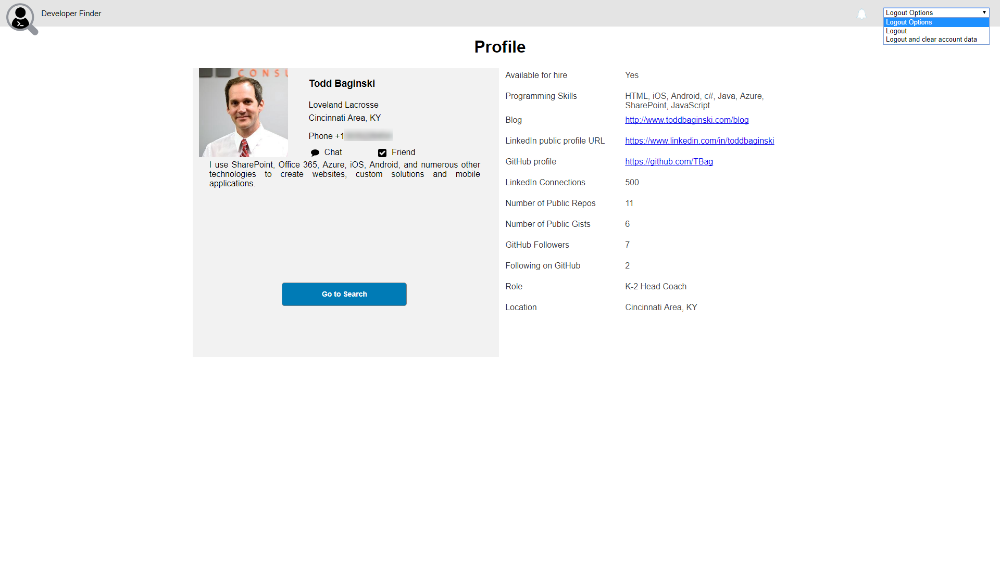 Developer Finder
Logout Options
Logout Options
Logout
Logout and clear account data
Profile
CONSU
Todd Baginski
Loveland Lacrosse
Cincinnati Area, KY
Phone +1
Chat
Friend
I use SharePoint, Office 365, Azure, iOS, Android, and numerous other
technologies to create websites, custom solutions and mobile
applications.
Go to Search
Available for hire Yes
Programming Skills HTML, iOS, Android, c#, Java, Azure,
SharePoint, JavaScript
Blog http://www.toddbaginski.com/blog
LinkedIn public profile URL https://www.linkedin.com/in/toddbaginski
GitHub profile https://github.com/TBag
LinkedIn Connections 500
Number of Public Repos 11
Number of Public Gists 6
GitHub Followers 7
Following on GitHub 2
Role K-2 Head Coach
Location Cincinnati Area, KY